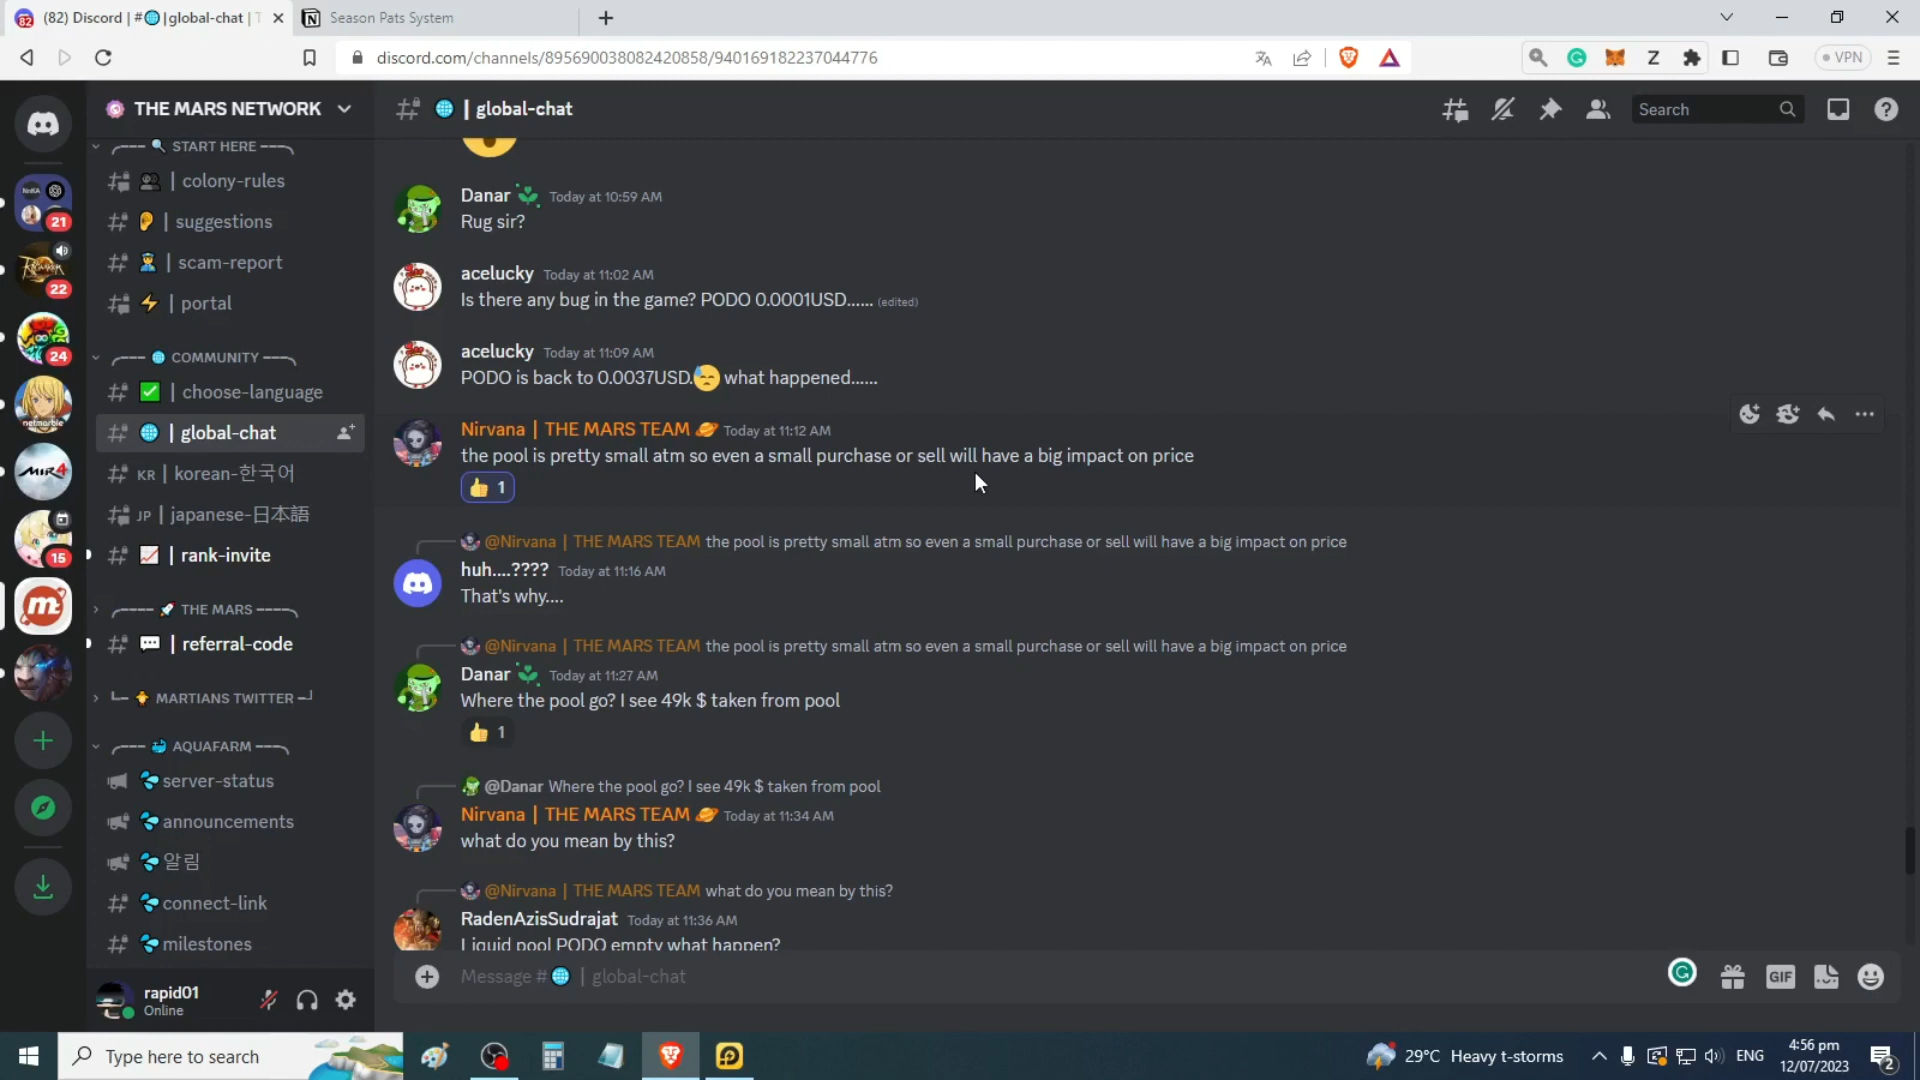 (82) Discord | #🌐|global-chat | T
Season Pats System
discord.com/channels/895690038082420858/940169182237044776
VPN
THE MARS NETWORK
START HERE
| colony-rules
| suggestions
| scam-report
| portal
COMMUNITY
| choose-language
| global-chat
KR | korean-한국어
JP | japanese-日本語
| rank-invite
THE MARS
| referral-code
MARTIANS TWITTER
AQUAFARM
server-status
announcements
알림
connect-link
milestones
rapid01
Online
21
22
24
netmarble
MIR4
15
| global-chat
Search
Danar Today at 10:59 AM
Rug sir?
acelucky Today at 11:02 AM
Is there any bug in the game? PODO 0.0001USD...... (edited)
acelucky Today at 11:09 AM
PODO is back to 0.0037USD.😓 what happened......
Nirvana | THE MARS TEAM 🪐 Today at 11:12 AM
the pool is pretty small atm so even a small purchase or sell will have a big impact on price
👍 1
@Nirvana | THE MARS TEAM the pool is pretty small atm so even a small purchase or sell will have a big impact on price
huh....???? Today at 11:16 AM
That's why....
@Nirvana | THE MARS TEAM the pool is pretty small atm so even a small purchase or sell will have a big impact on price
Danar Today at 11:27 AM
Where the pool go? I see 49k $ taken from pool
👍 1
@Danar Where the pool go? I see 49k $ taken from pool
Nirvana | THE MARS TEAM 🪐 Today at 11:34 AM
what do you mean by this?
@Nirvana | THE MARS TEAM what do you mean by this?
RadenAzisSudrajat Today at 11:36 AM
Liquid pool PODO empty what happen?
Message #🌐 | global-chat
GIF
Type here to search
29°C Heavy t-storms
ENG
4:56 pm
12/07/2023
2